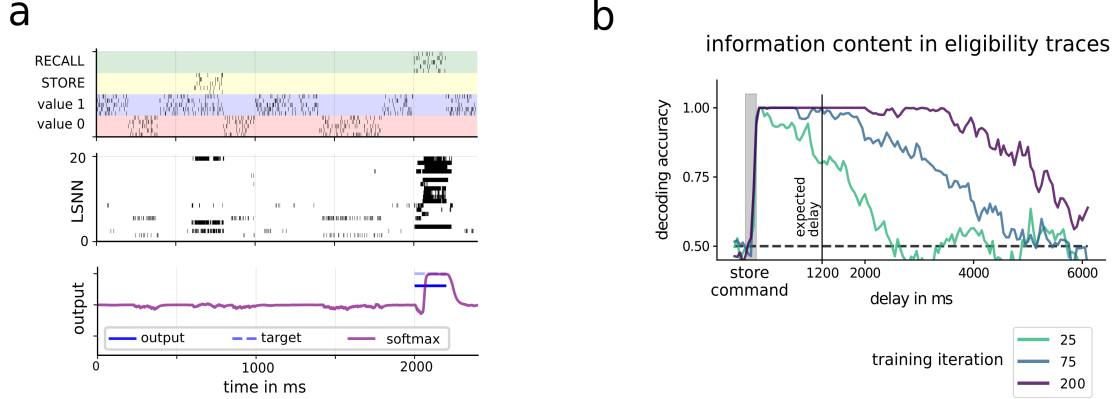 a
RECALL
STORE
value 1
value 0
20
LSNN
0
output
output
target
softmax
0
1000
2000
time in ms
b
information content in eligibility traces
1.00
0.75
0.50
decoding accuracy
expected
delay
store
command
1200
2000
4000
6000
delay in ms
training iteration
25
75
200